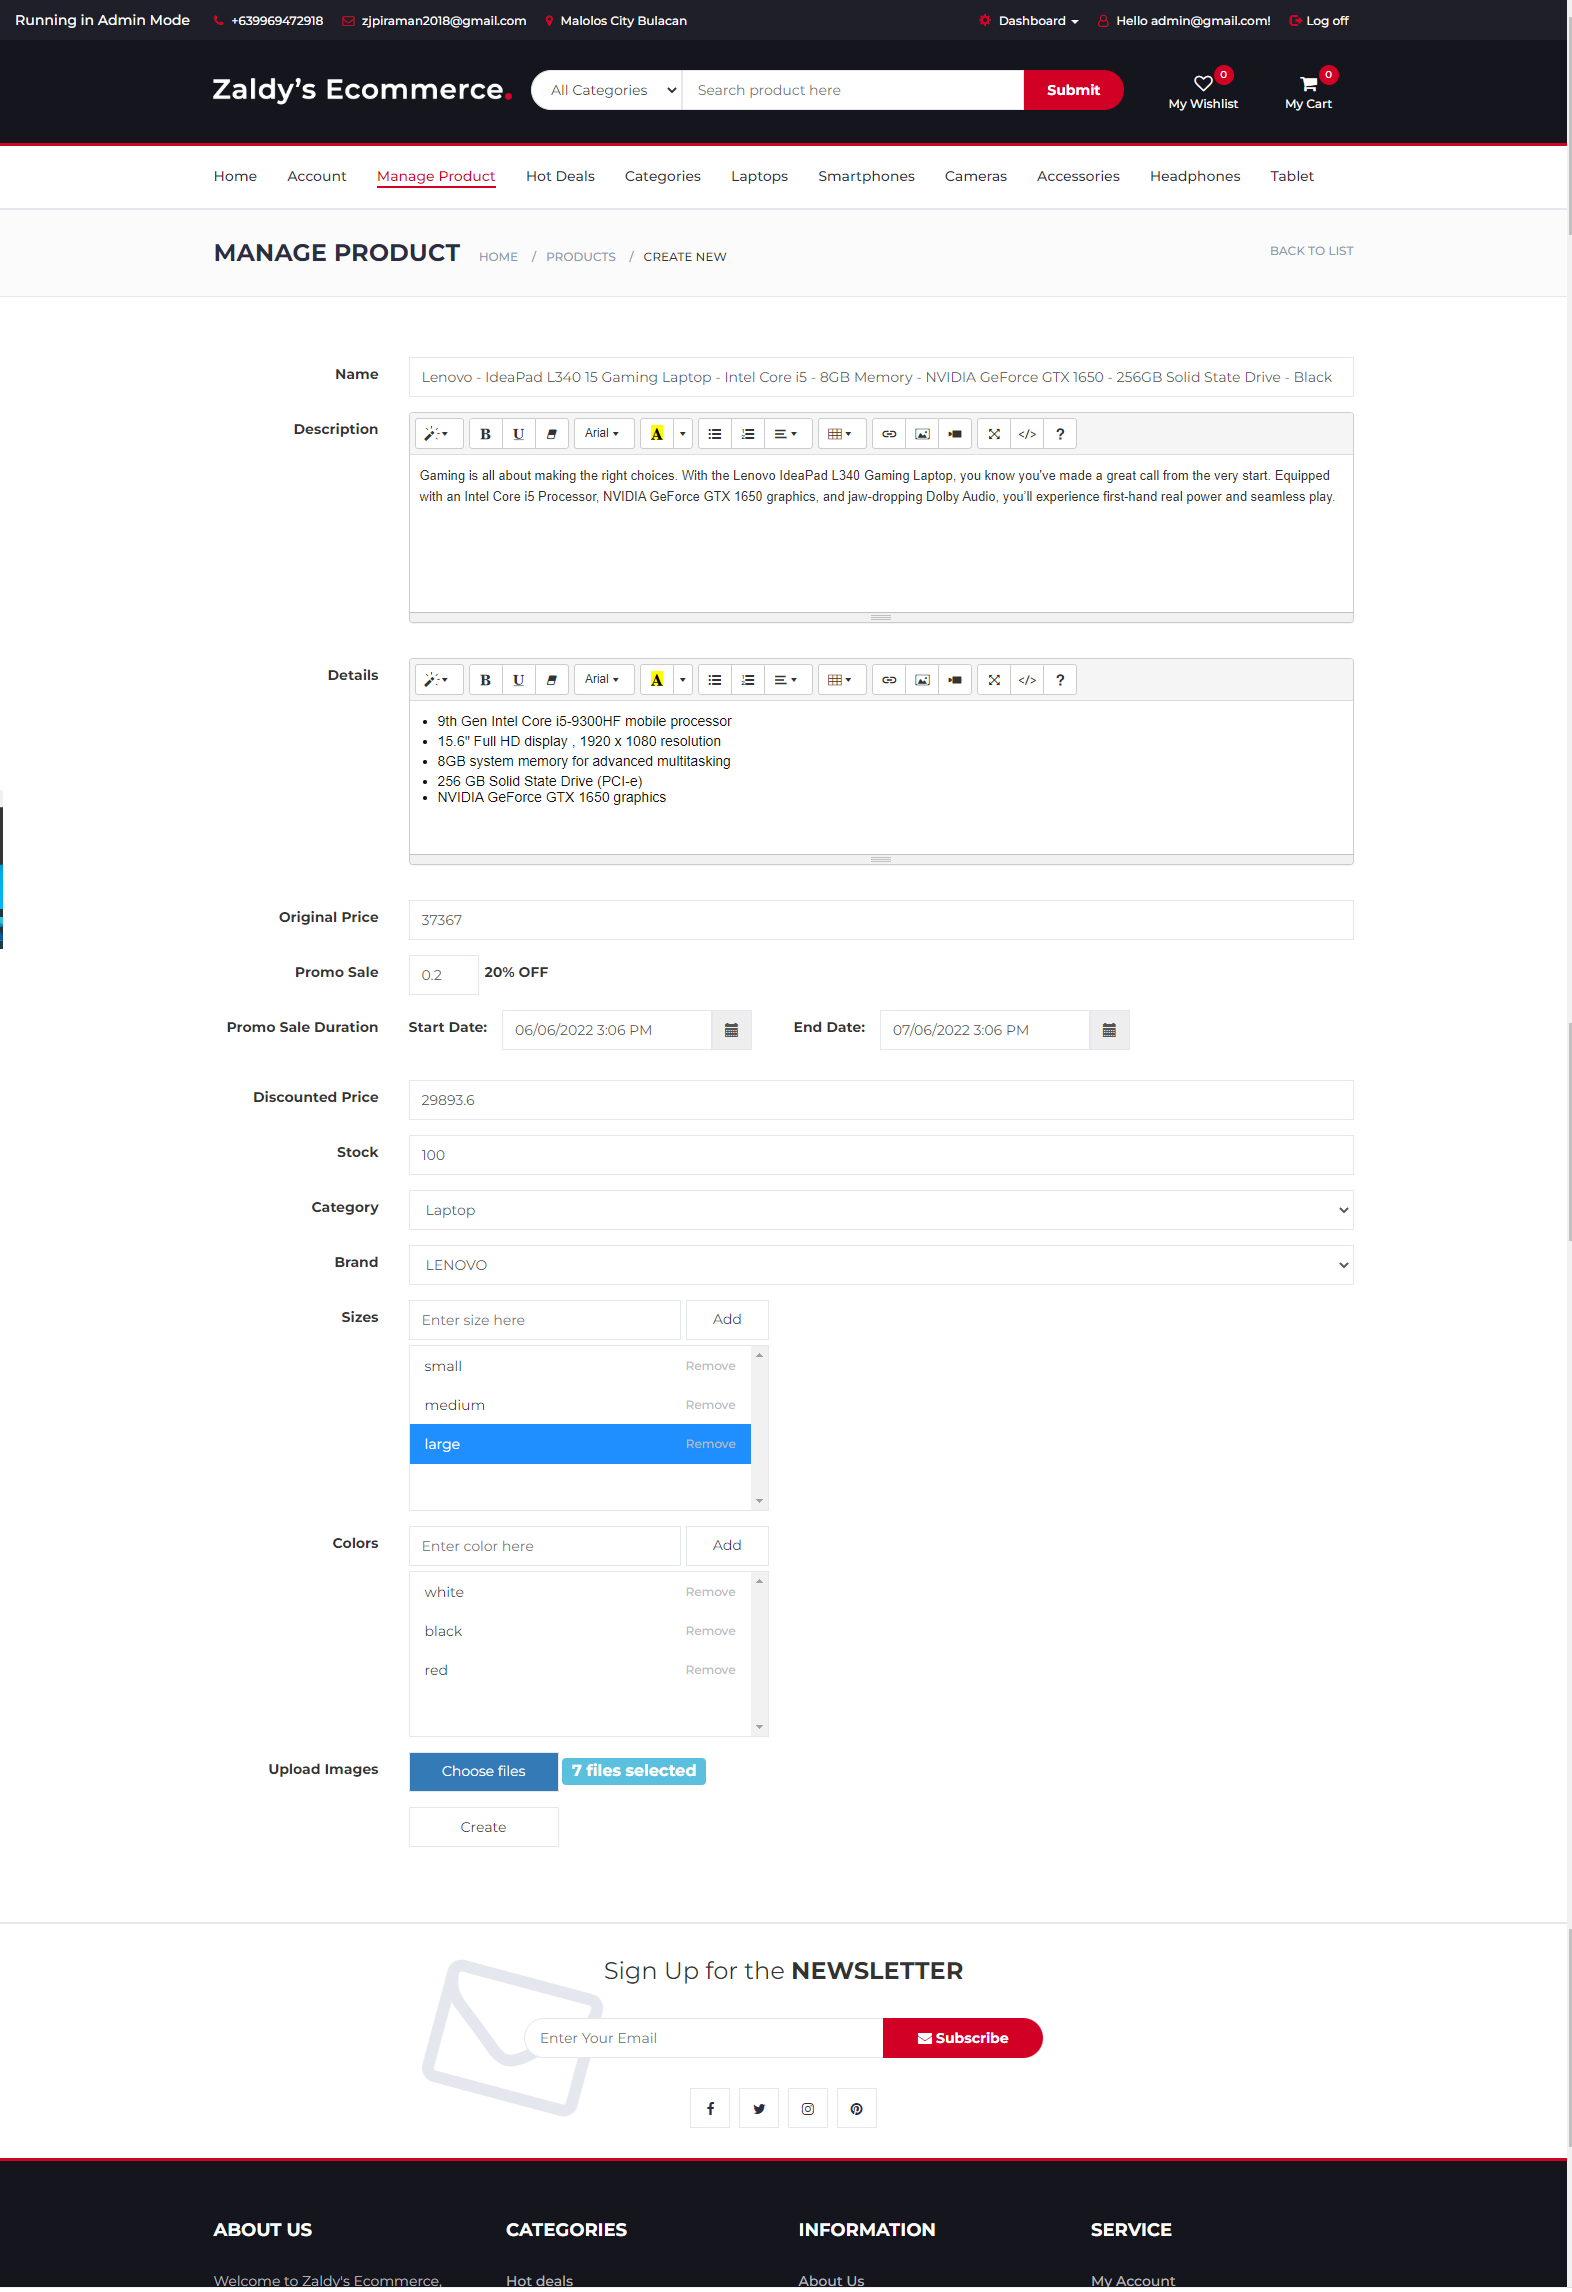 Running in Admin Mode +639969472918 zjpiraman2018@gmail.com Malolos City Bulacan Dashboard Hello admin@gmail.com! Log off
Zaldy's Ecommerce. All Categories Search product here Submit 0 0
My Wishlist My Cart
Home Account Manage Product Hot Deals Categories Laptops Smartphones Cameras Accessories Headphones Tablet
MANAGE PRODUCT HOME / PRODUCTS / CREATE NEW BACK TO LIST
Name Lenovo - IdeaPad L340 15 Gaming Laptop - Intel Core i5 - 8GB Memory - NVIDIA GeForce GTX 1650 - 256GB Solid State Drive - Black
Description B U Arial A </> ?
Gaming is all about making the right choices. With the Lenovo IdeaPad L340 Gaming Laptop, you know you've made a great call from the very start. Equipped
with an Intel Core i5 Processor, NVIDIA GeForce GTX 1650 graphics, and jaw-dropping Dolby Audio, you'll experience first-hand real power and seamless play.
Details B U Arial A </> ?
• 9th Gen Intel Core i5-9300HF mobile processor
• 15.6" Full HD display , 1920 x 1080 resolution
• 8GB system memory for advanced multitasking
• 256 GB Solid State Drive (PCI-e)
• NVIDIA GeForce GTX 1650 graphics
Original Price 37367
Promo Sale 0.2 20% OFF
Promo Sale Duration Start Date: 06/06/2022 3:06 PM End Date: 07/06/2022 3:06 PM
Discounted Price 29893.6
Stock 100
Category Laptop
Brand LENOVO
Sizes Enter size here Add
small Remove
medium Remove
large Remove
Colors Enter color here Add
white Remove
black Remove
red Remove
Upload Images Choose files 7 files selected
Create
Sign Up for the NEWSLETTER
Enter Your Email Subscribe
ABOUT US CATEGORIES INFORMATION SERVICE
Welcome to Zaldy's Ecommerce, Hot deals About Us My Account